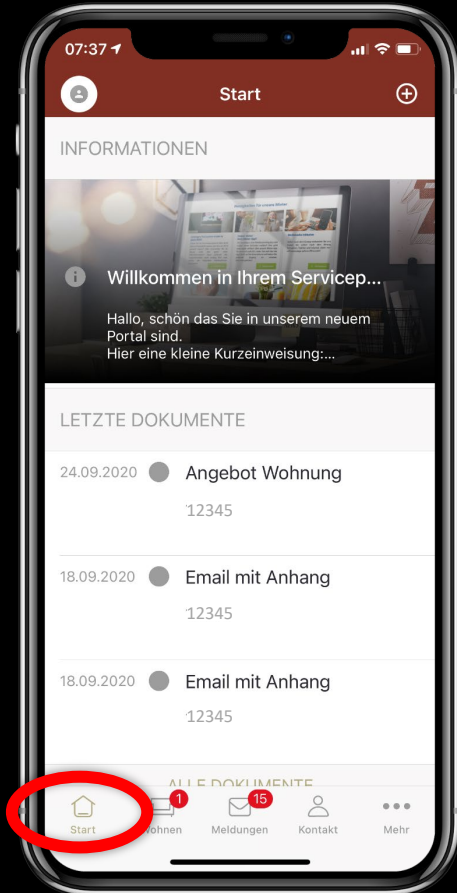 07:37
Start
INFORMATIONEN
Willkommen in Ihrem Servicep...
Hallo, schön das Sie in unserem neuem
Portal sind.
Hier eine kleine Kurzeinweisung:...
LETZTE DOKUMENTE
24.09.2020 Angebot Wohnung
12345
18.09.2020 Email mit Anhang
12345
18.09.2020 Email mit Anhang
12345
ALLE DOKUMENTE
1 15
Start Wohnen Meldungen Kontakt Mehr